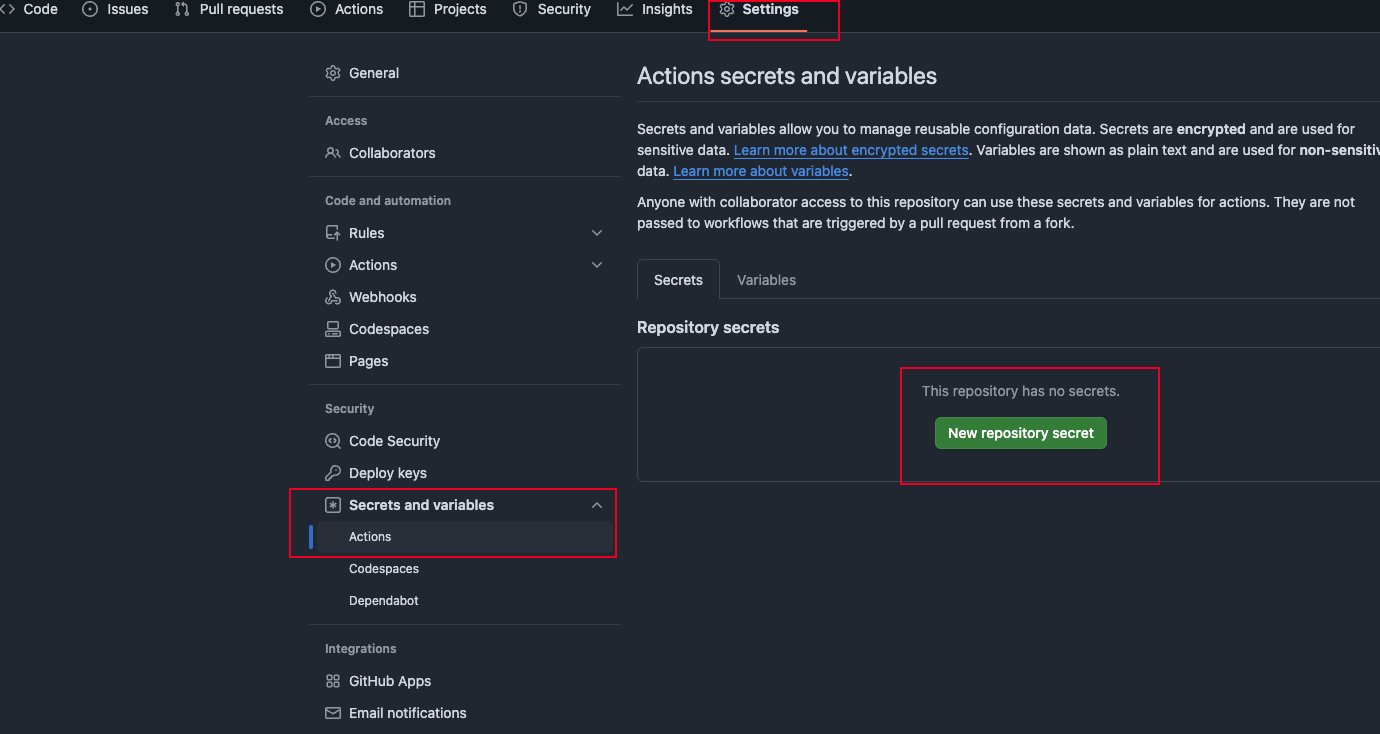 Code Issues Pull requests Actions Projects Security Insights Settings
General
Access
Collaborators
Code and automation
Rules
Actions
Webhooks
Codespaces
Pages
Security
Code Security
Deploy keys
Secrets and variables
Actions
Codespaces
Dependabot
Integrations
GitHub Apps
Email notifications
Actions secrets and variables
Secrets and variables allow you to manage reusable configuration data. Secrets are encrypted and are used for
sensitive data. Learn more about encrypted secrets. Variables are shown as plain text and are used for non-sensitiv
data. Learn more about variables.
Anyone with collaborator access to this repository can use these secrets and variables for actions. They are not
passed to workflows that are triggered by a pull request from a fork.
Secrets Variables
Repository secrets
This repository has no secrets.
New repository secret